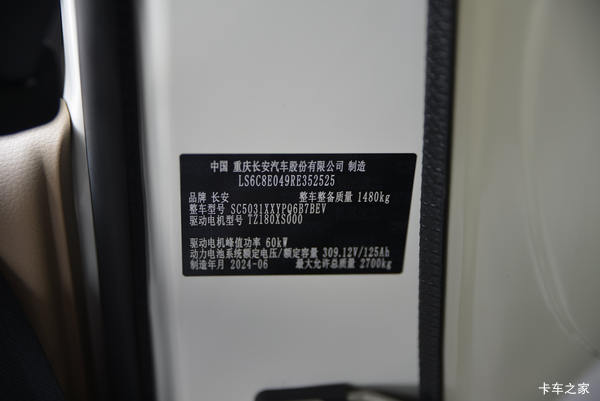 中国 重庆长安汽车股份有限公司 制造
LS6C8E049RE352525
品牌 长安 整车整备质量 1480kg
整车型号 SC5031XXYPQ6B7BEV
驱动电机型号 TZ180XS000
驱动电机峰值功率 60kW
动力电池系统额定电压/额定容量 309.12V/125Ah
制造年月 2024-06 最大允许总质量 2700kg
卡车之家